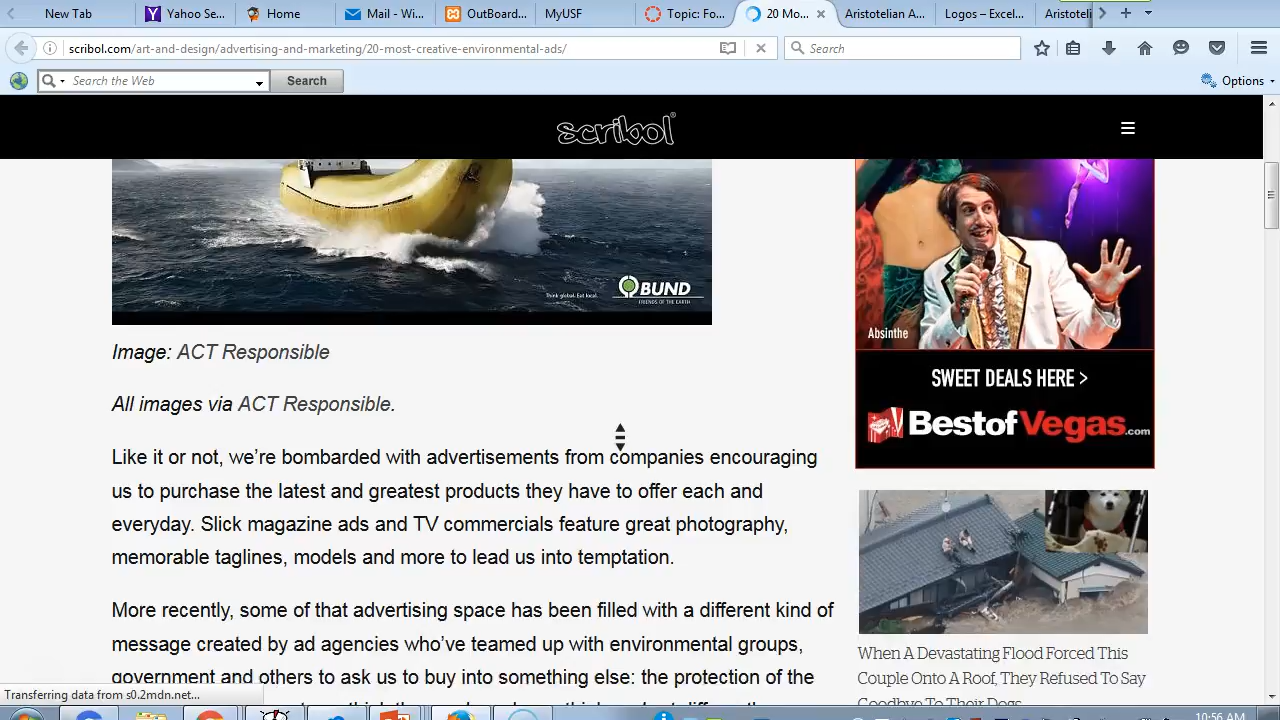 New Tab
Yahoo Se...
Home
Mail - Wi...
OutBoard...
MyUSF
Topic: Fo...
20 Mo...
Aristotelian A...
Logos – Excel...
Aristoteli
scribol.com/art-and-design/advertising-and-marketing/20-most-creative-environmental-ads/
Search
Search the Web
Search
Options
scribol
Think global. Eat local.
BUND
FRIENDS OF THE EARTH
Absinthe
SWEET DEALS HERE >
BestofVegas.com
Image: ACT Responsible
All images via ACT Responsible.
Like it or not, we're bombarded with advertisements from companies encouraging
us to purchase the latest and greatest products they have to offer each and
everyday. Slick magazine ads and TV commercials feature great photography,
memorable taglines, models and more to lead us into temptation.
More recently, some of that advertising space has been filled with a different kind of
message created by ad agencies who've teamed up with environmental groups,
government and others to ask us to buy into something else: the protection of the
When A Devastating Flood Forced This
Couple Onto A Roof, They Refused To Say
Goodbye To Their Dogs
Transferring data from s0.2mdn.net...
10:56 AM